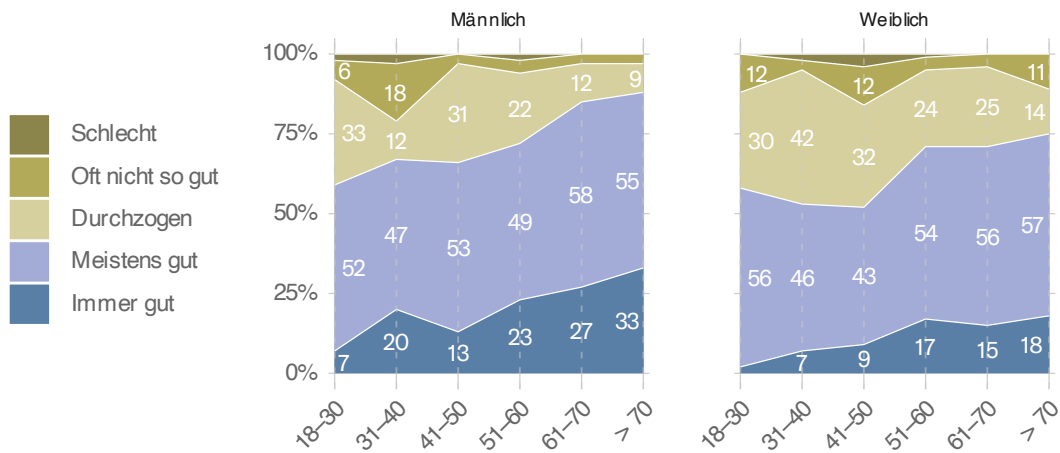 Männlich
Weiblich
100%
75%
50%
25%
0%
Schlecht
Oft nicht so gut
Durchzogen
Meistens gut
Immer gut
6 18
33 12 31 22 12 9
52 47 53 49 58 55
7 20 13 23 27 33
12 12 11
30 42 32 24 25 14
56 46 43 54 56 57
7 9 17 15 18
18–30 31–40 41–50 51–60 61–70 > 70
18–30 31–40 41–50 51–60 61–70 > 70